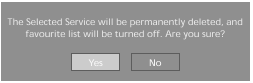 The Selected Service will be permanently deleted, and
favourite list will be turned off. Are you sure?
Yes No